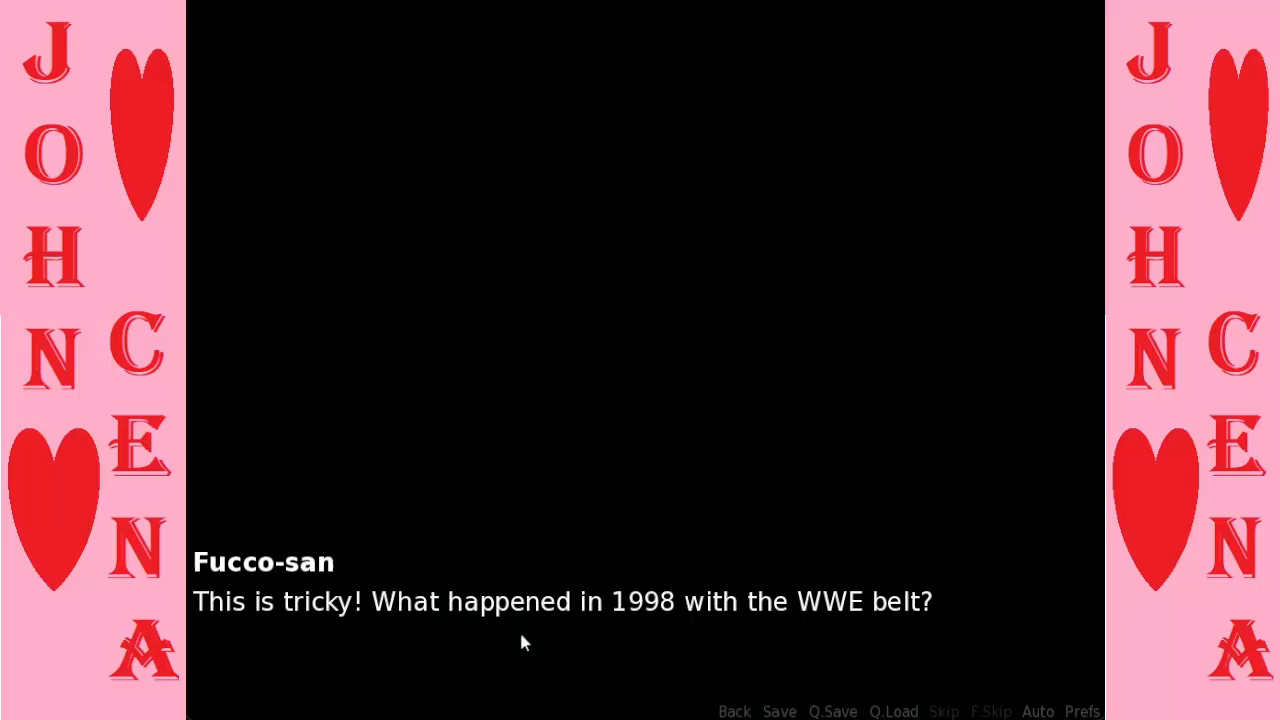 JOHN
CENA
Fucco-san
This is tricky! What happened in 1998 with the WWE belt?
Back Save Q.Save Q.Load Skip F.Skip Auto Prefs
JOHN
CENA